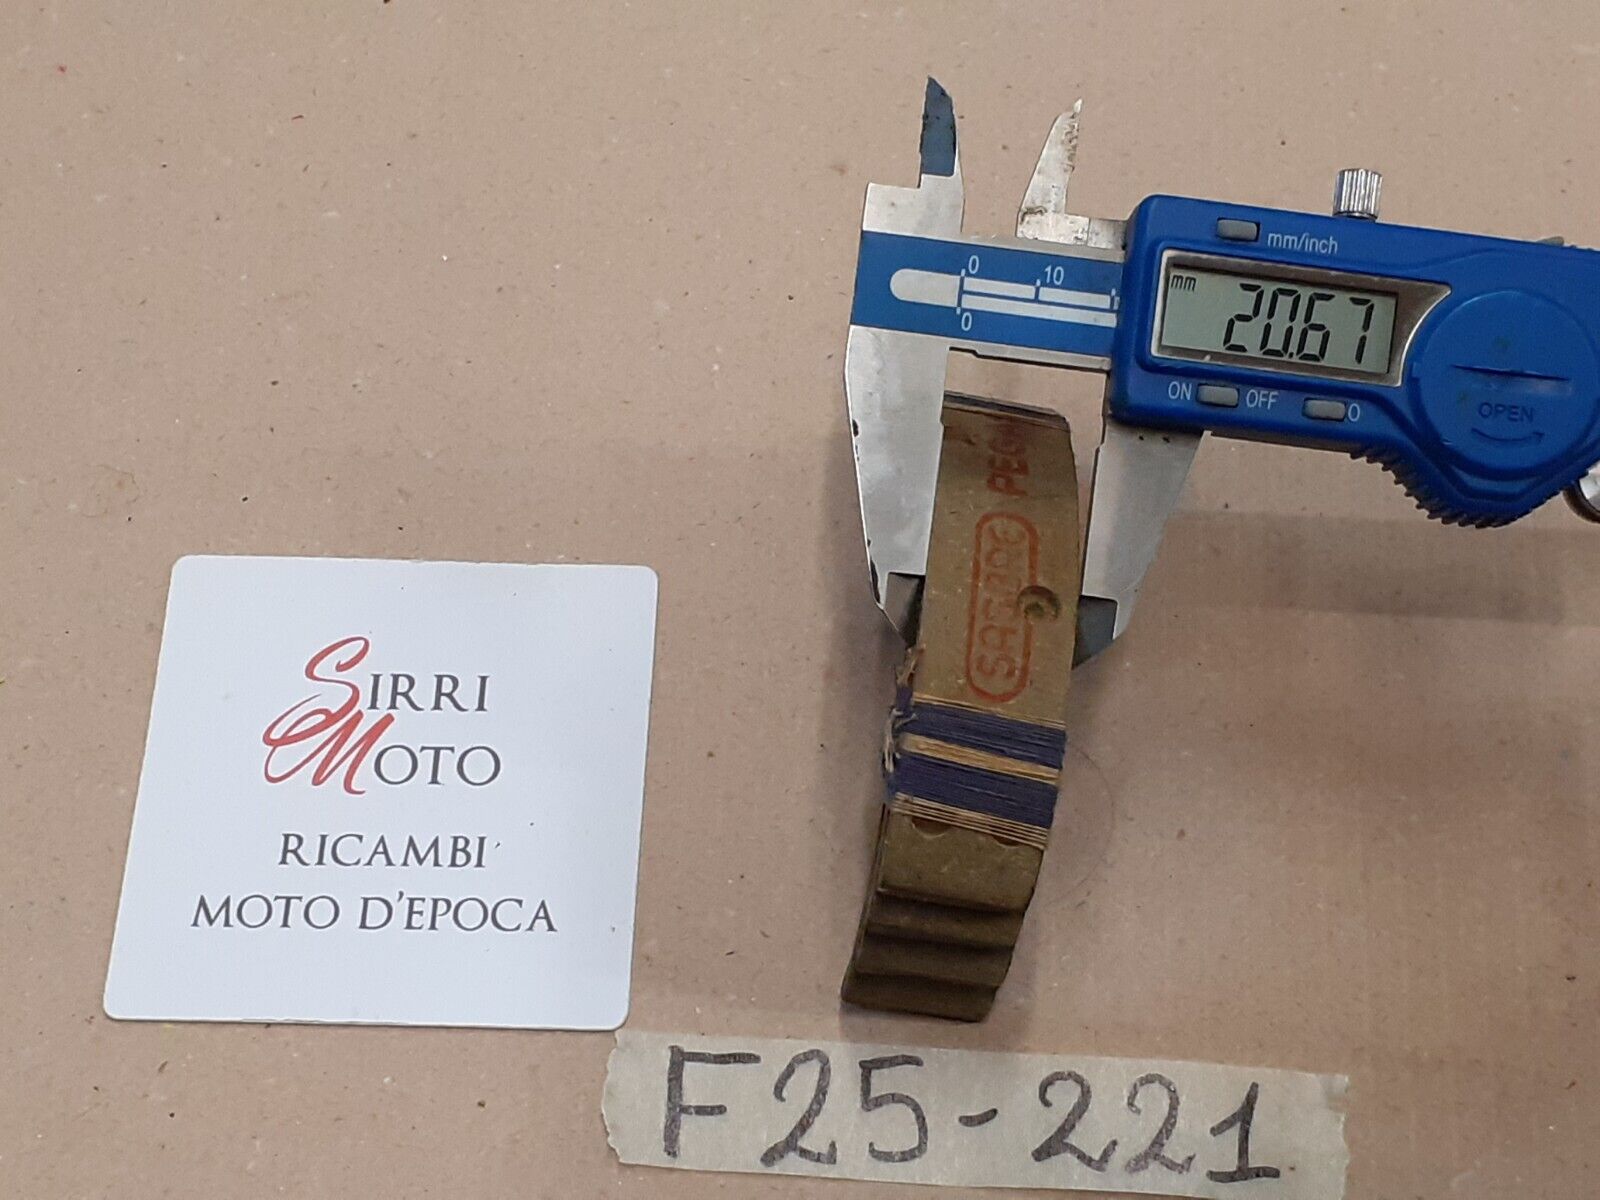 mm/inch
0
10
0
mm
20.67
ON
OFF
0
OPEN
SIRRI
MOTO
RICAMBI
MOTO D'EPOCA
F25-221